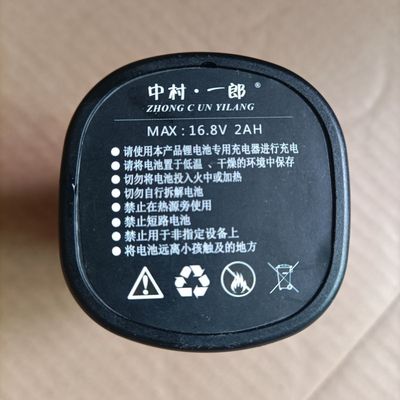 中村·一郎®
ZHONG C UN YILANG
MAX : 16.8V 2AH
●请使用本产品锂电池专用充电器进行充电
●请将电池置于低温、干燥的环境中保存
●切勿将电池投入火中或加热
●切勿自行拆解电池
●禁止在热源旁使用
●禁止短路电池
●禁止用于非指定设备上
●将电池远离小孩触及的地方